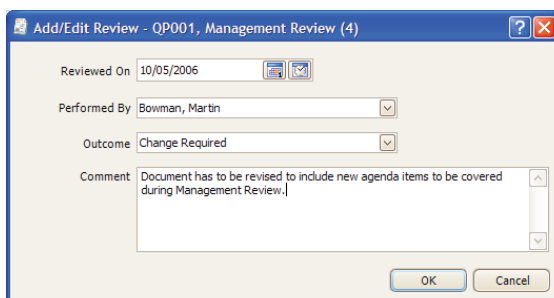 Add/Edit Review - QP001, Management Review (4)
Reviewed On 10/05/2006
Performed By Bowman, Martin
Outcome Change Required
Comment Document has to be revised to include new agenda items to be covered
during Management Review.
OK Cancel